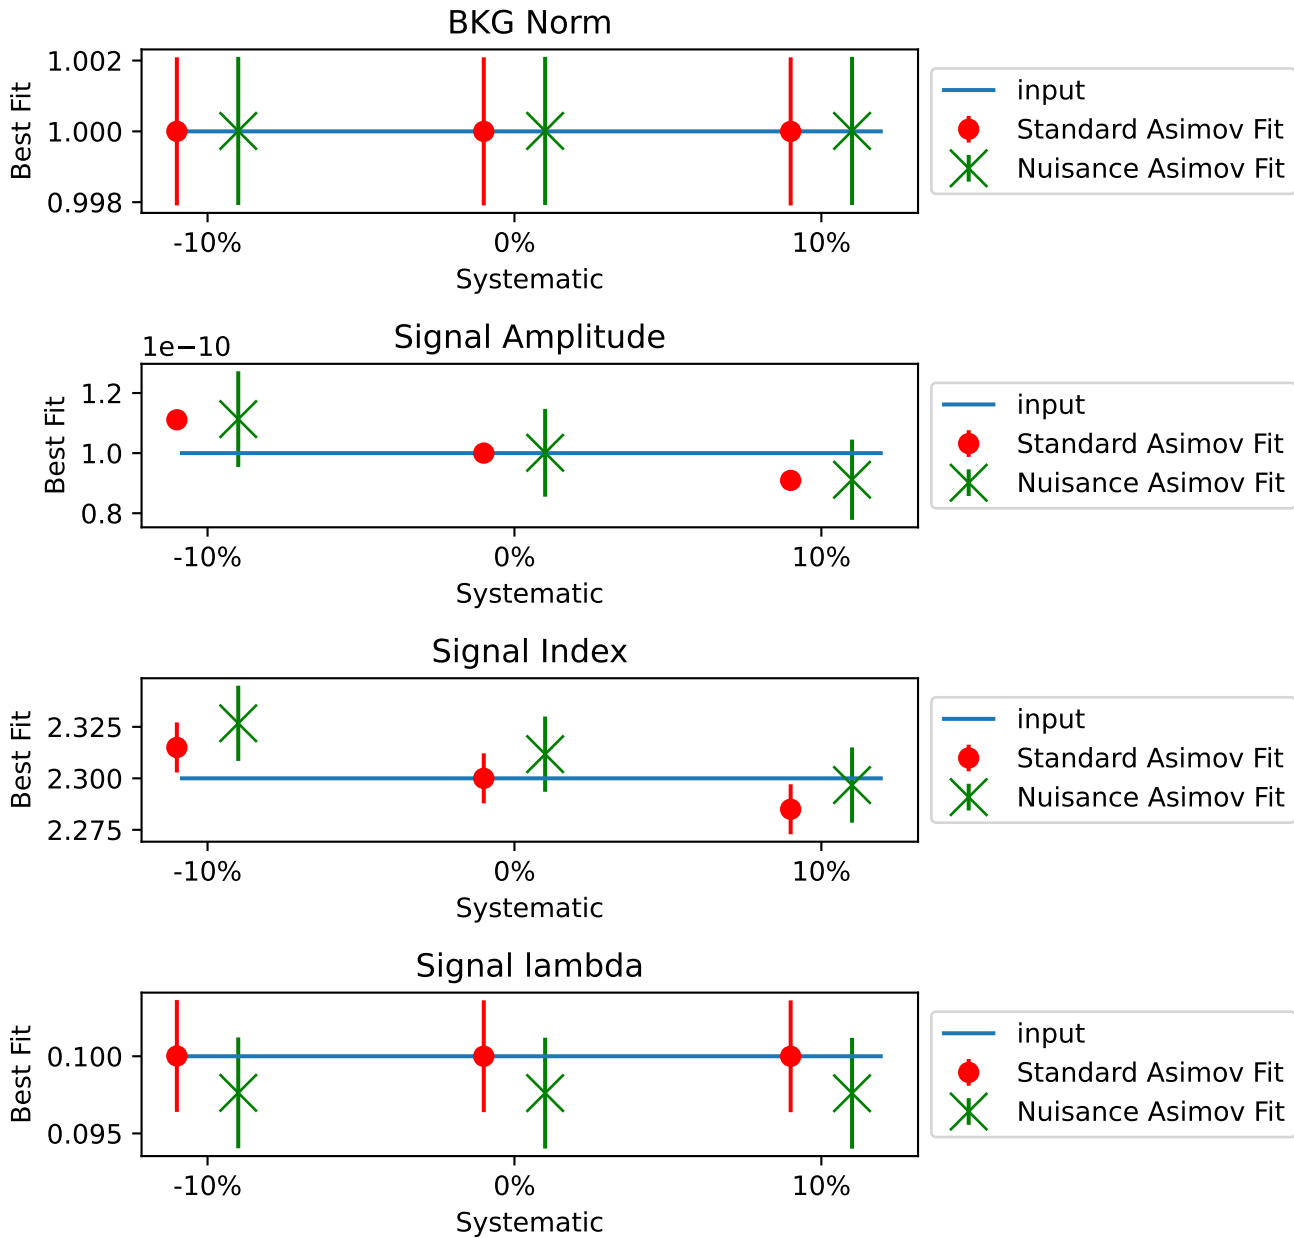 BKG Norm
1.002
1.000
0.998
Best Fit
-10%
0%
10%
Systematic
input
Standard Asimov Fit
Nuisance Asimov Fit
Signal Amplitude
1e−10
1.2
1.0
0.8
Best Fit
-10%
0%
10%
Systematic
input
Standard Asimov Fit
Nuisance Asimov Fit
Signal Index
2.325
2.300
2.275
Best Fit
-10%
0%
10%
Systematic
input
Standard Asimov Fit
Nuisance Asimov Fit
Signal lambda
0.100
0.095
Best Fit
-10%
0%
10%
Systematic
input
Standard Asimov Fit
Nuisance Asimov Fit